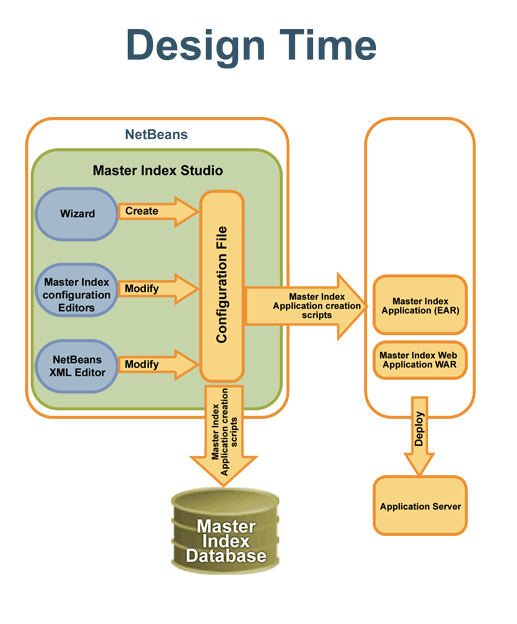 Design Time
NetBeans
Master Index Studio
Wizard
Create
Master Index
configuration
Editors
Modify
NetBeans
XML Editor
Modify
Configuration File
Master Index
Application creation
scripts
Master Index
Application creation
scripts
Master Index
Database
Master Index
Application (EAR)
Master Index Web
Application WAR
Deploy
Application Server